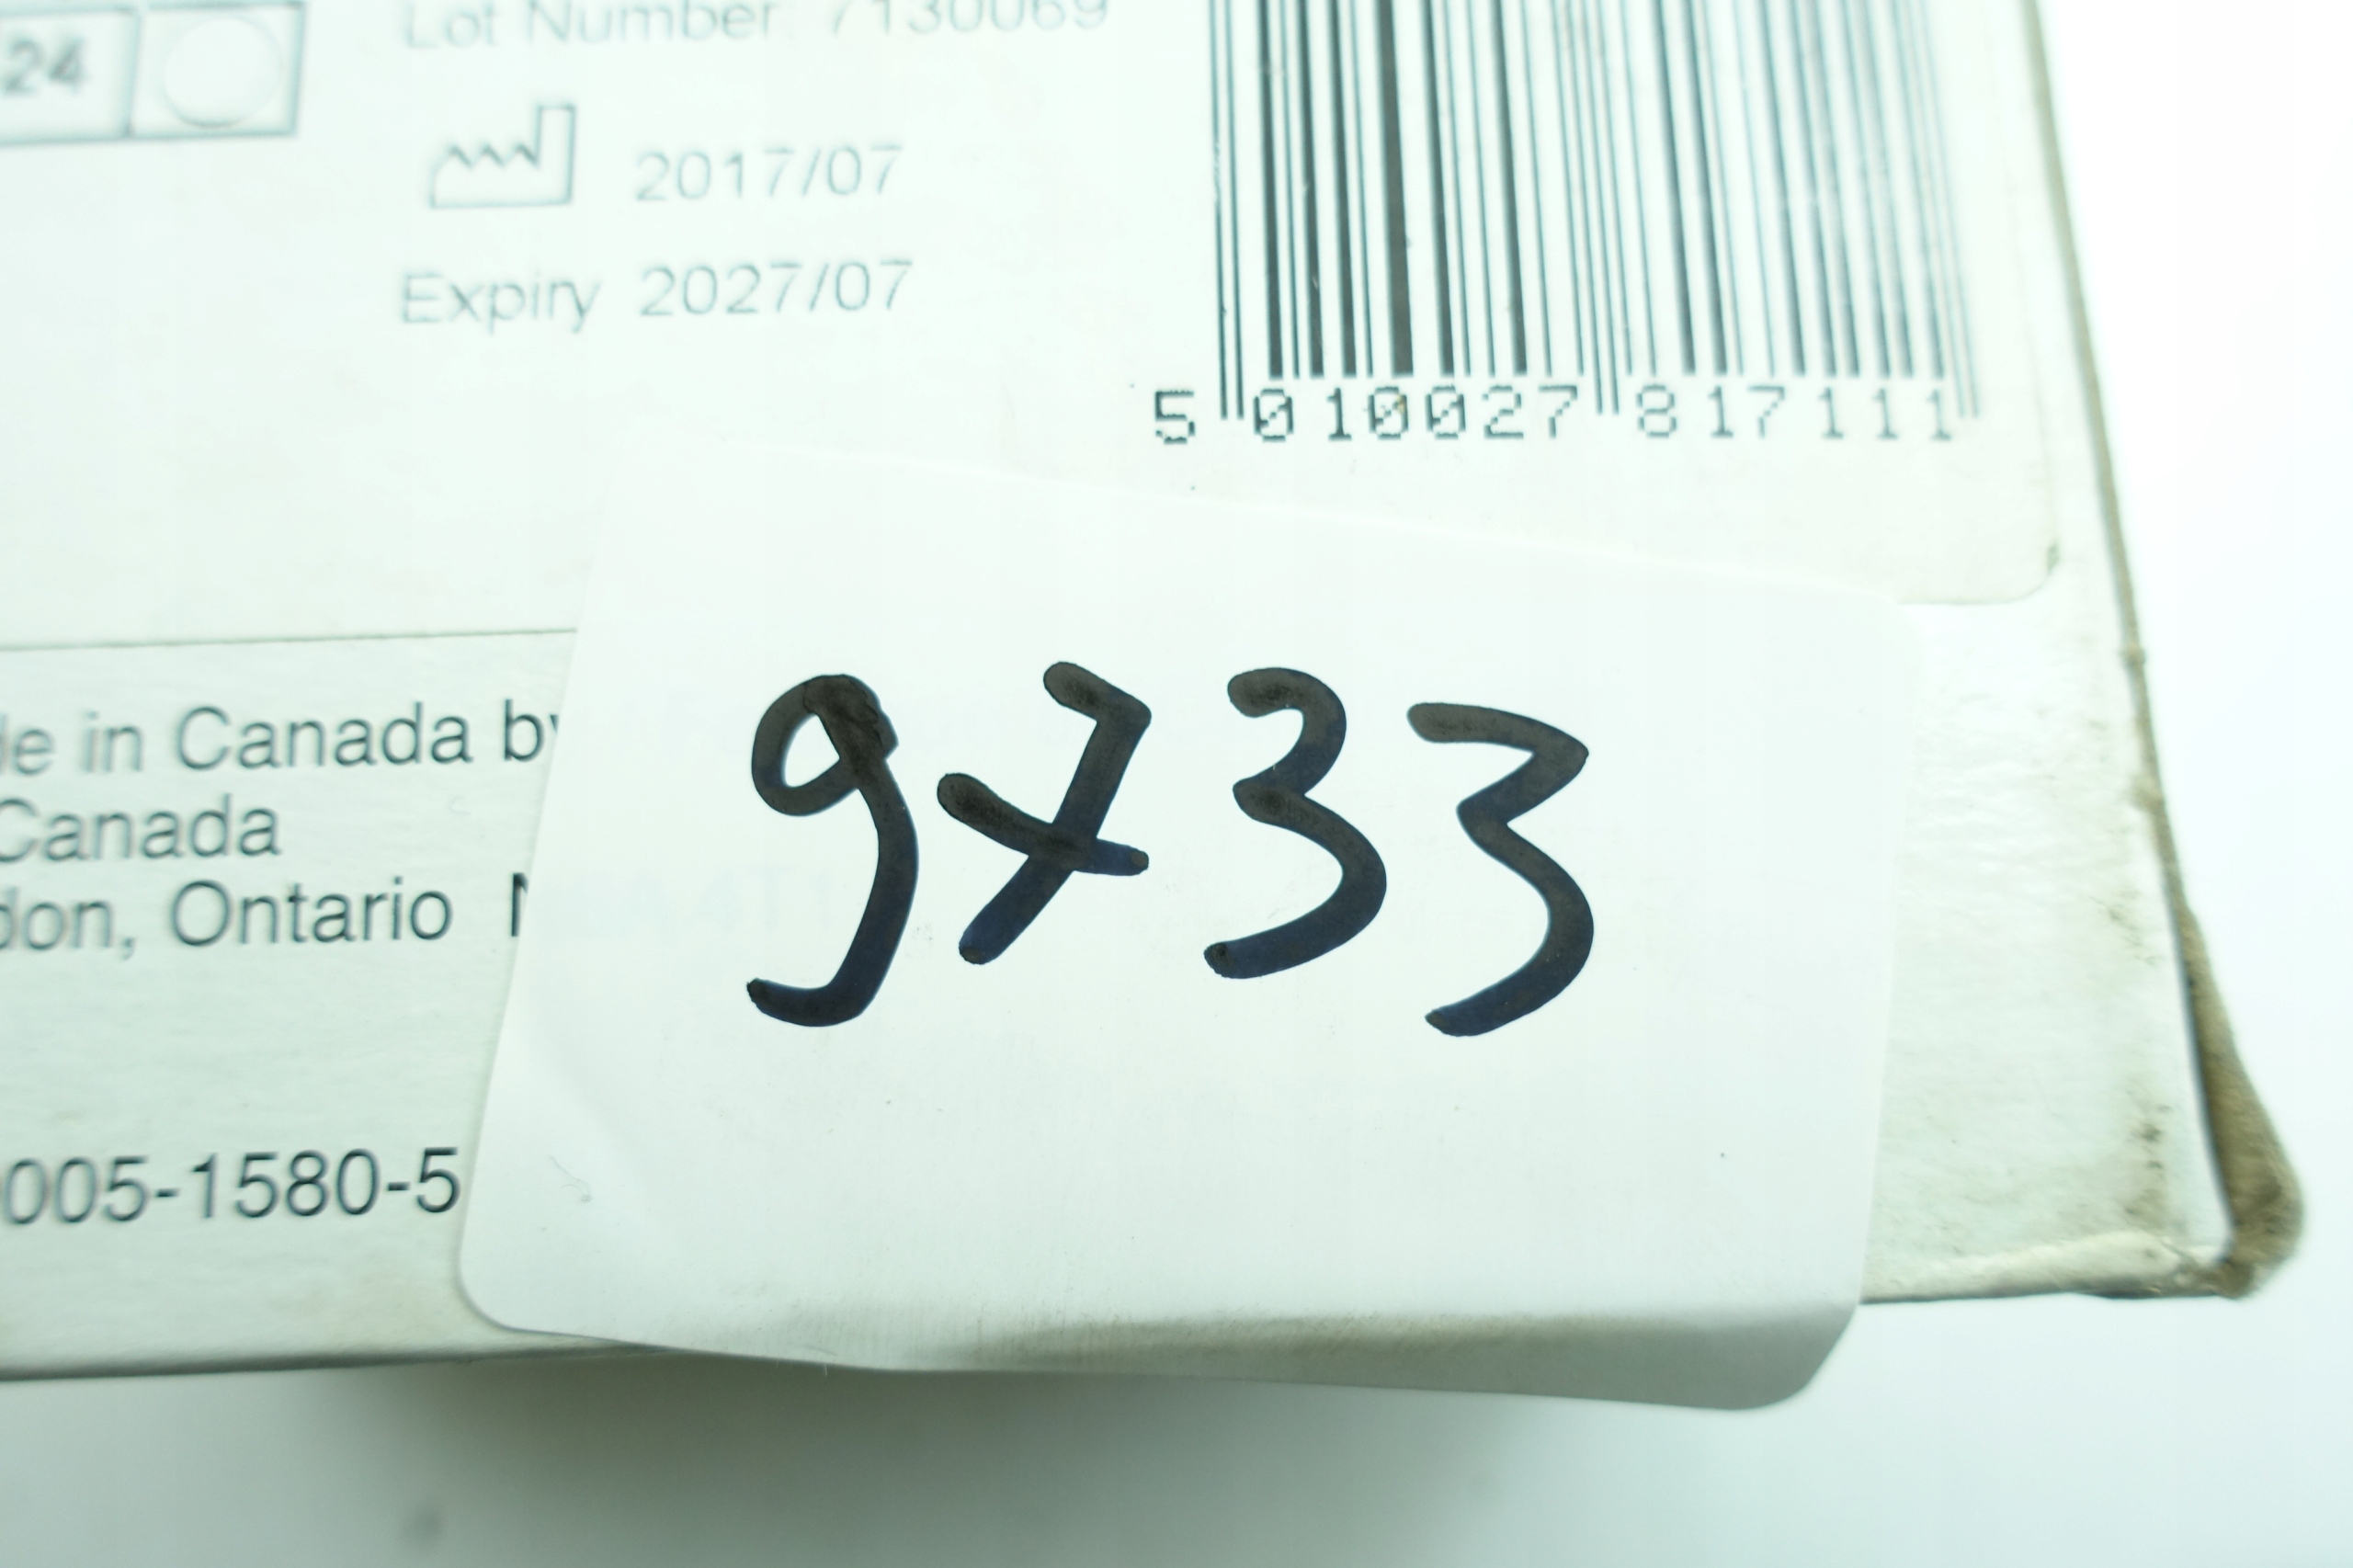 24
Lot Number: 7130069
2017/07
Expiry 2027/07
5 010027 817111
de in Canada by
Canada
don, Ontario N
9733
005-1580-5